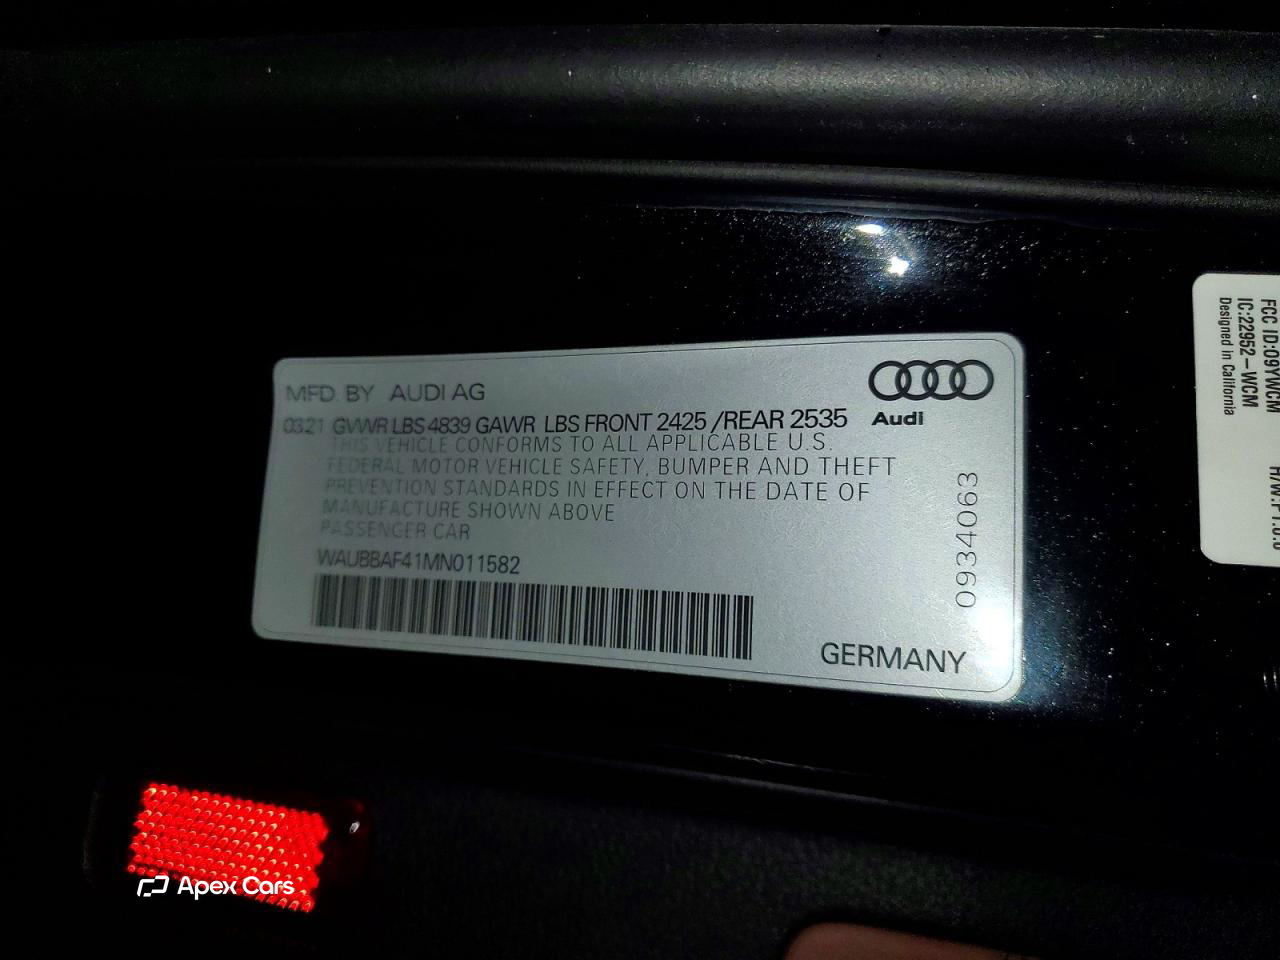 MFD. BY AUDI AG
Audi
03.21 GVWR LBS 4839 GAWR LBS FRONT 2425 /REAR 2535
THIS VEHICLE CONFORMS TO ALL APPLICABLE U.S.
FEDERAL MOTOR VEHICLE SAFETY, BUMPER AND THEFT
PREVENTION STANDARDS IN EFFECT ON THE DATE OF
MANUFACTURE SHOWN ABOVE
PASSENGER CAR
WAUBBAF41MN011582
0934063
GERMANY
FCC ID:O9YWCM
IC:22952-WCM
Designed in California
Apex Cars